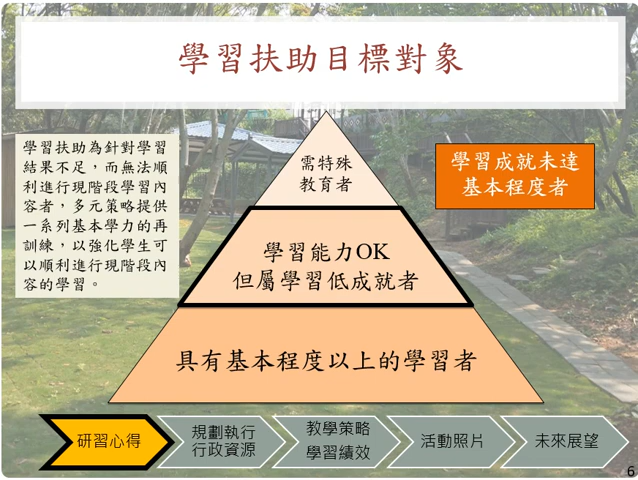 學習扶助目標對象
學習扶助為針對學習
結果不足，而無法順
利進行現階段學習內
容者，多元策略提供
一系列基本學力的再
訓練，以強化學生可
以順利進行現階段內
容的學習。
需特殊
教育者
學習成就未達
基本程度者
學習能力OK
但屬學習低成就者
具有基本程度以上的學習者
研習心得
規劃執行
行政資源
教學策略
學習績效
活動照片
未來展望
6